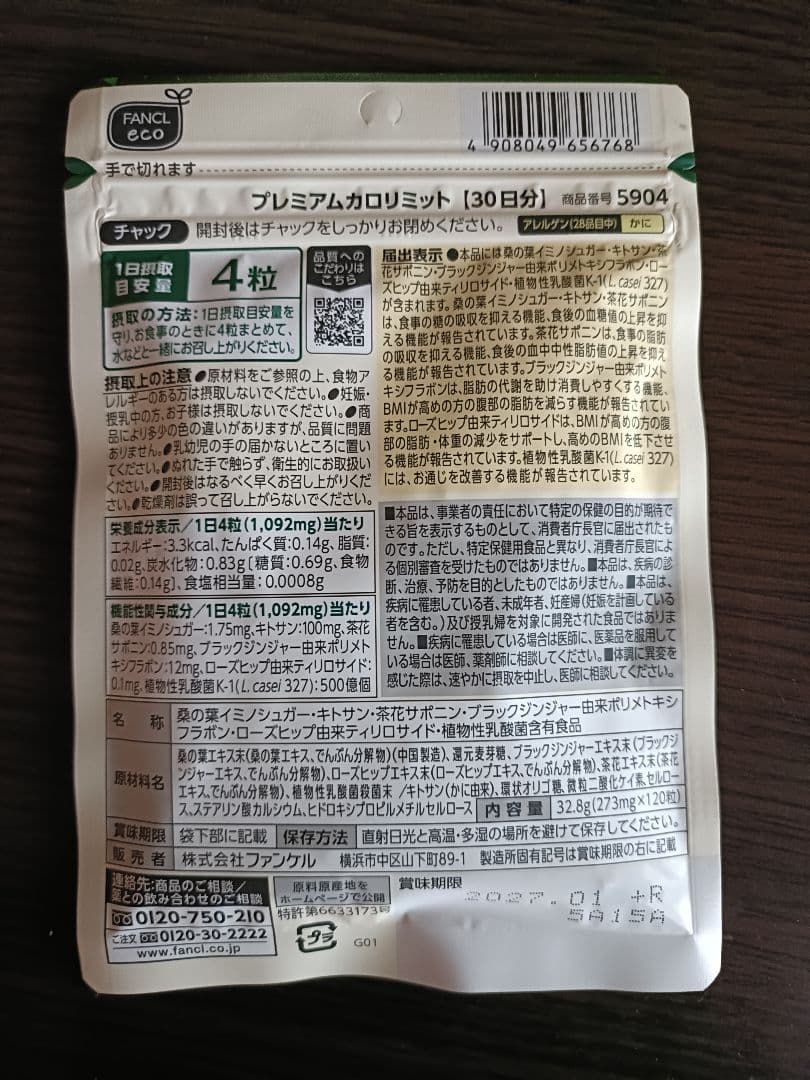 FANCL
eco
4 908049 656768
手で切れます
プレミアムカロリミット【30日分】 商品番号 5904
チャック 開封後はチャックをしっかりお閉めください。 アレルゲン(28品目中) かに
1日摂取
目安量 4粒
摂取の方法:1日摂取目安量を
守り、お食事のときに4粒まとめて、
水などと一緒にお召し上がりください。
品質への
こだわりは
こちら
摂取上の注意 ●原材料をご参照の上、食物ア
レルギーのある方は摂取しないでください。●妊娠・
授乳中の方、お子様は摂取しないでください。●商
品により多少の色の違いがありますが、品質に問題
ありません。●乳幼児の手の届かないところに置い
てください。●ぬれた手で触らず、衛生的にお取扱い
ください。●開封後はなるべく早くお召し上がりくださ
い。●乾燥剤は誤って召し上がらないでください。
届出表示 ●本品には桑の葉イミノシュガー・キトサン・茶
花サポニン・ブラックジンジャー由来ポリメトキシフラボン・ロー
ズヒップ由来ティリロサイド・植物性乳酸菌K-1(L. casei 327)
が含まれます。桑の葉イミノシュガー・キトサン・茶花サポニン
は、食事の糖の吸収を抑える機能、食後の血糖値の上昇を抑
える機能が報告されています。茶花サポニンは、食事の脂肪
の吸収を抑える機能、食後の血中中性脂肪値の上昇を抑え
る機能が報告されています。ブラックジンジャー由来ポリメト
キシフラボンは、脂肪の代謝を助け消費しやすくする機能、
BMIが高めの方の腹部の脂肪を減らす機能が報告されてい
ます。ローズヒップ由来ティリロサイドは、BMIが高めの方の腹
部の脂肪・体重の減少をサポートし、高めのBMIを低下させ
る機能が報告されています。植物性乳酸菌K-1(L. casei 327)
には、お通じを改善する機能が報告されています。
栄養成分表示/1日4粒(1,092mg)当たり
エネルギー:3.3kcal、たんぱく質:0.14g、脂質:
0.02g、炭水化物:0.83g[糖質:0.69g、食物
繊維:0.14g]、食塩相当量:0.0008g
機能性関与成分/1日4粒(1,092mg)当たり
桑の葉イミノシュガー:1.75mg、キトサン:100mg、茶花
サポニン:0.85mg、ブラックジンジャー由来ポリメト
キシフラボン:12mg、ローズヒップ由来ティリロサイド:
0.1mg、植物性乳酸菌K-1(L. casei 327):500億個
■本品は、事業者の責任において特定の保健の目的が期待で
きる旨を表示するものとして、消費者庁長官に届出されたも
のです。ただし、特定保健用食品と異なり、消費者庁長官によ
る個別審査を受けたものではありません。■本品は、疾病の診
断、治療、予防を目的としたものではありません。■本品は、
疾病に罹患している者、未成年者、妊産婦(妊娠を計画している
者を含む。)及び授乳婦を対象に開発された食品ではありま
せん。■疾病に罹患している場合は医師に、医薬品を服用して
いる場合は医師、薬剤師に相談してください。■体調に異変を
感じた際は、速やかに摂取を中止し、医師に相談してください。
名 称 桑の葉イミノシュガー・キトサン・茶花サポニン・ブラックジンジャー由来ポリメトキシ
フラボン・ローズヒップ由来ティリロサイド・植物性乳酸菌含有食品
原材料名 桑の葉エキス末(桑の葉エキス、でんぷん分解物)(中国製造)、還元麦芽糖、ブラックジンジャーエキス末(ブラックジ
ンジャーエキス、でんぷん分解物)、ローズヒップエキス末(ローズヒップエキス、でんぷん分解物)、茶花エキス末(茶花
エキス、でんぷん分解物)、植物性乳酸菌殺菌末/キトサン(かに由来)、環状オリゴ糖、微粒二酸化ケイ素、セルロー
ス、ステアリン酸カルシウム、ヒドロキシプロピルメチルセルロース 内容量 32.8g(273mg×120粒)
賞味期限 袋下部に記載 保存方法 直射日光と高温・多湿の場所を避けて保存してください。
販売者 株式会社ファンケル 横浜市中区山下町89-1 製造所固有記号は賞味期限の右に記載
連絡先:商品のご相談/
薬との飲み合わせのご相談
0120-750-210
ご注文 0120-30-2222
www.fancl.co.jp
原料原産地を
ホームページで公開
特許第6633173号
プラ
G01
賞味期限
2027.01 +R
5A15A